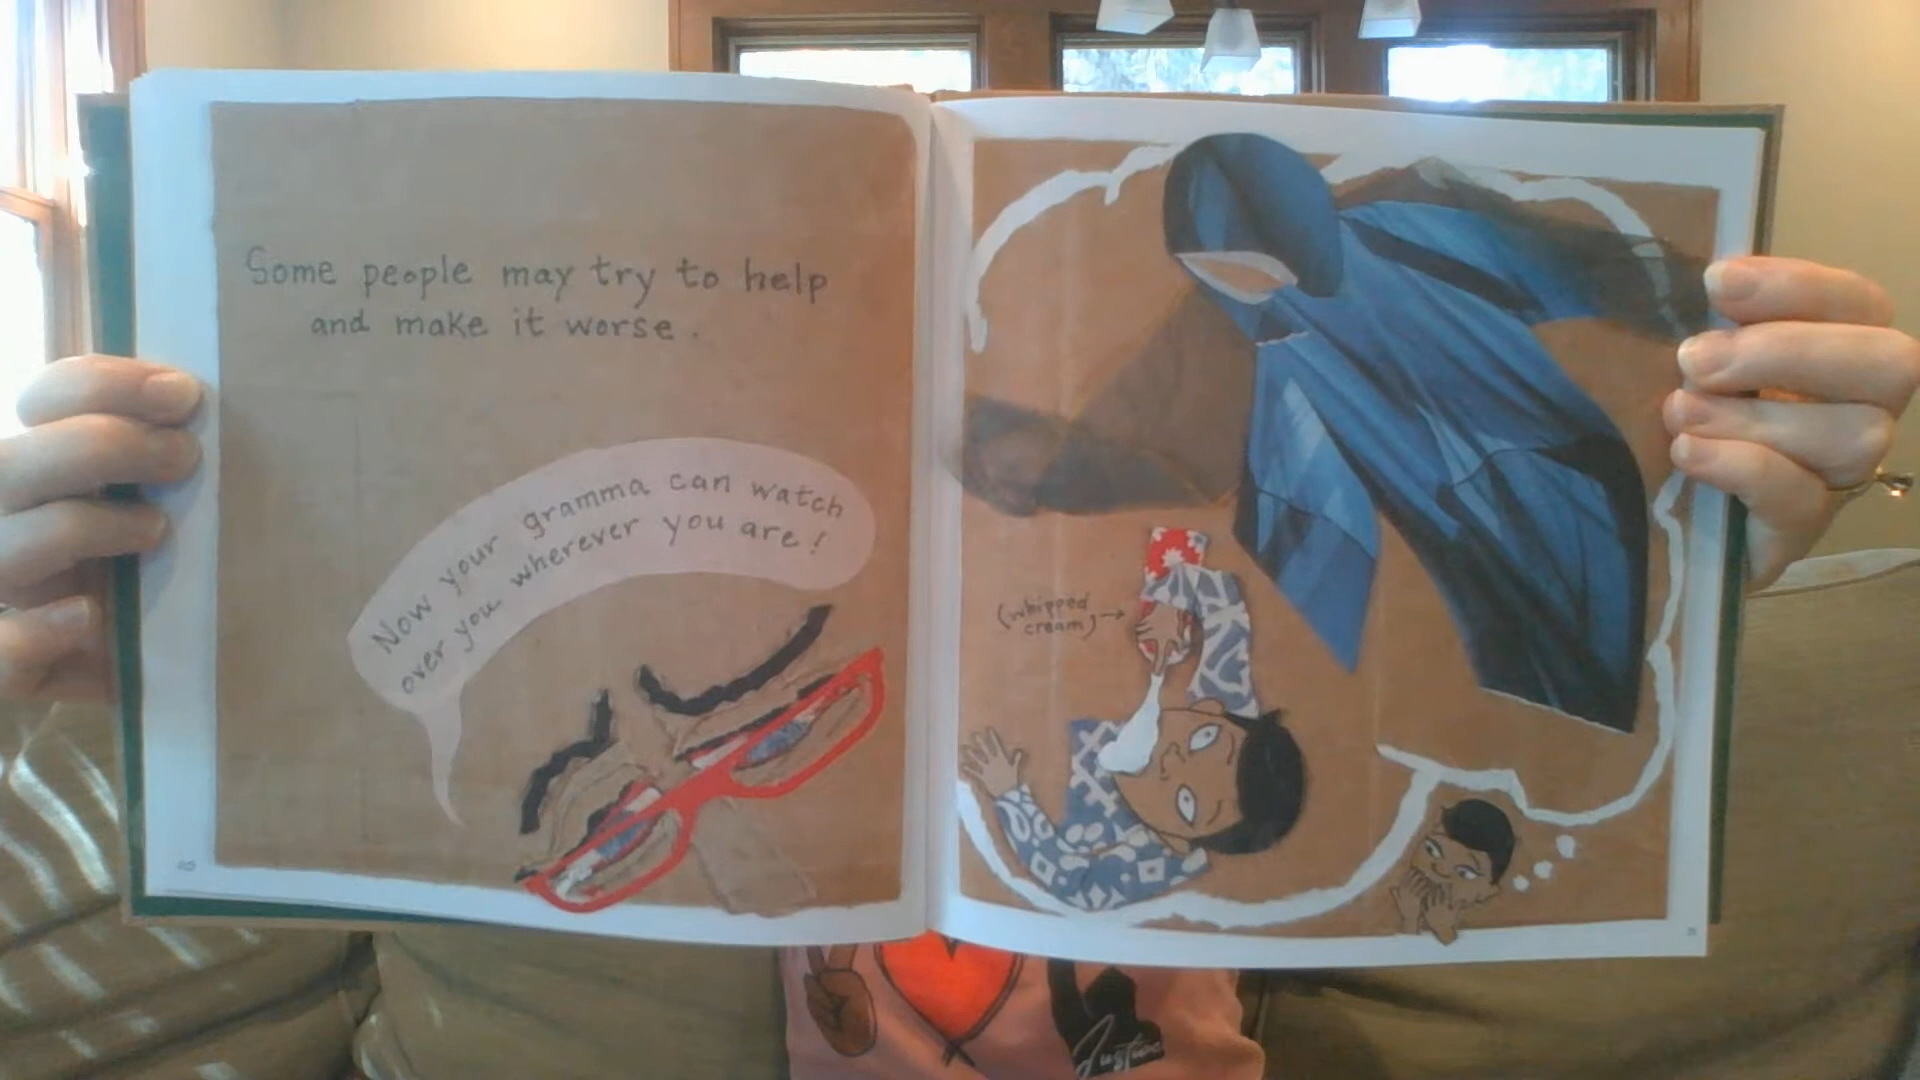 Some people may try to help
and make it worse.
Now your gramma can watch
over you wherever you are!
(whipped
cream)→
Justice